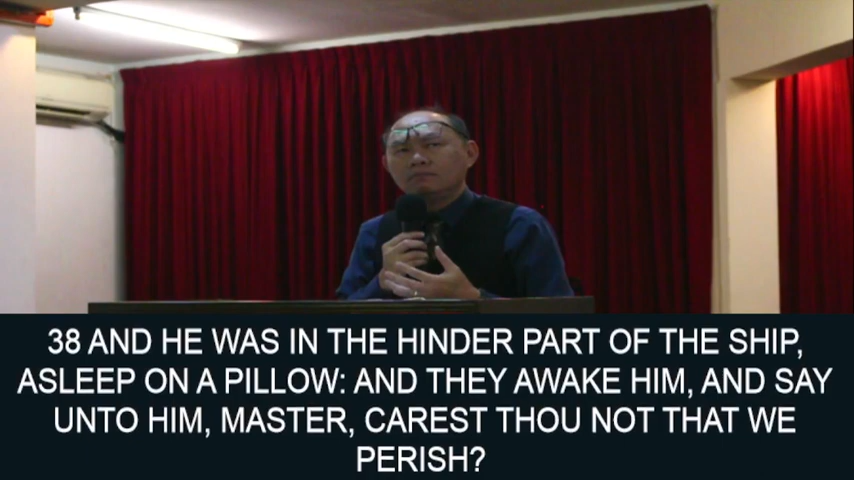 38 AND HE WAS IN THE HINDER PART OF THE SHIP,
ASLEEP ON A PILLOW: AND THEY AWAKE HIM, AND SAY
UNTO HIM, MASTER, CAREST THOU NOT THAT WE
PERISH?